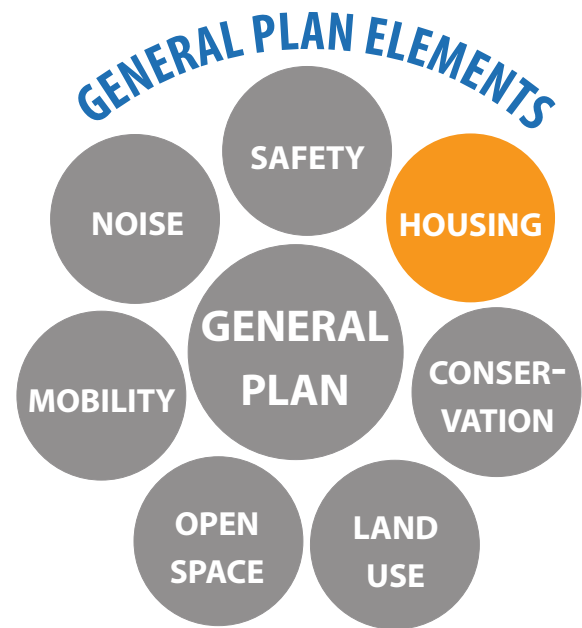 GENERAL PLAN ELEMENTS
SAFETY
NOISE
HOUSING
GENERAL
PLAN
MOBILITY
CONSER-
VATION
OPEN
SPACE
LAND
USE